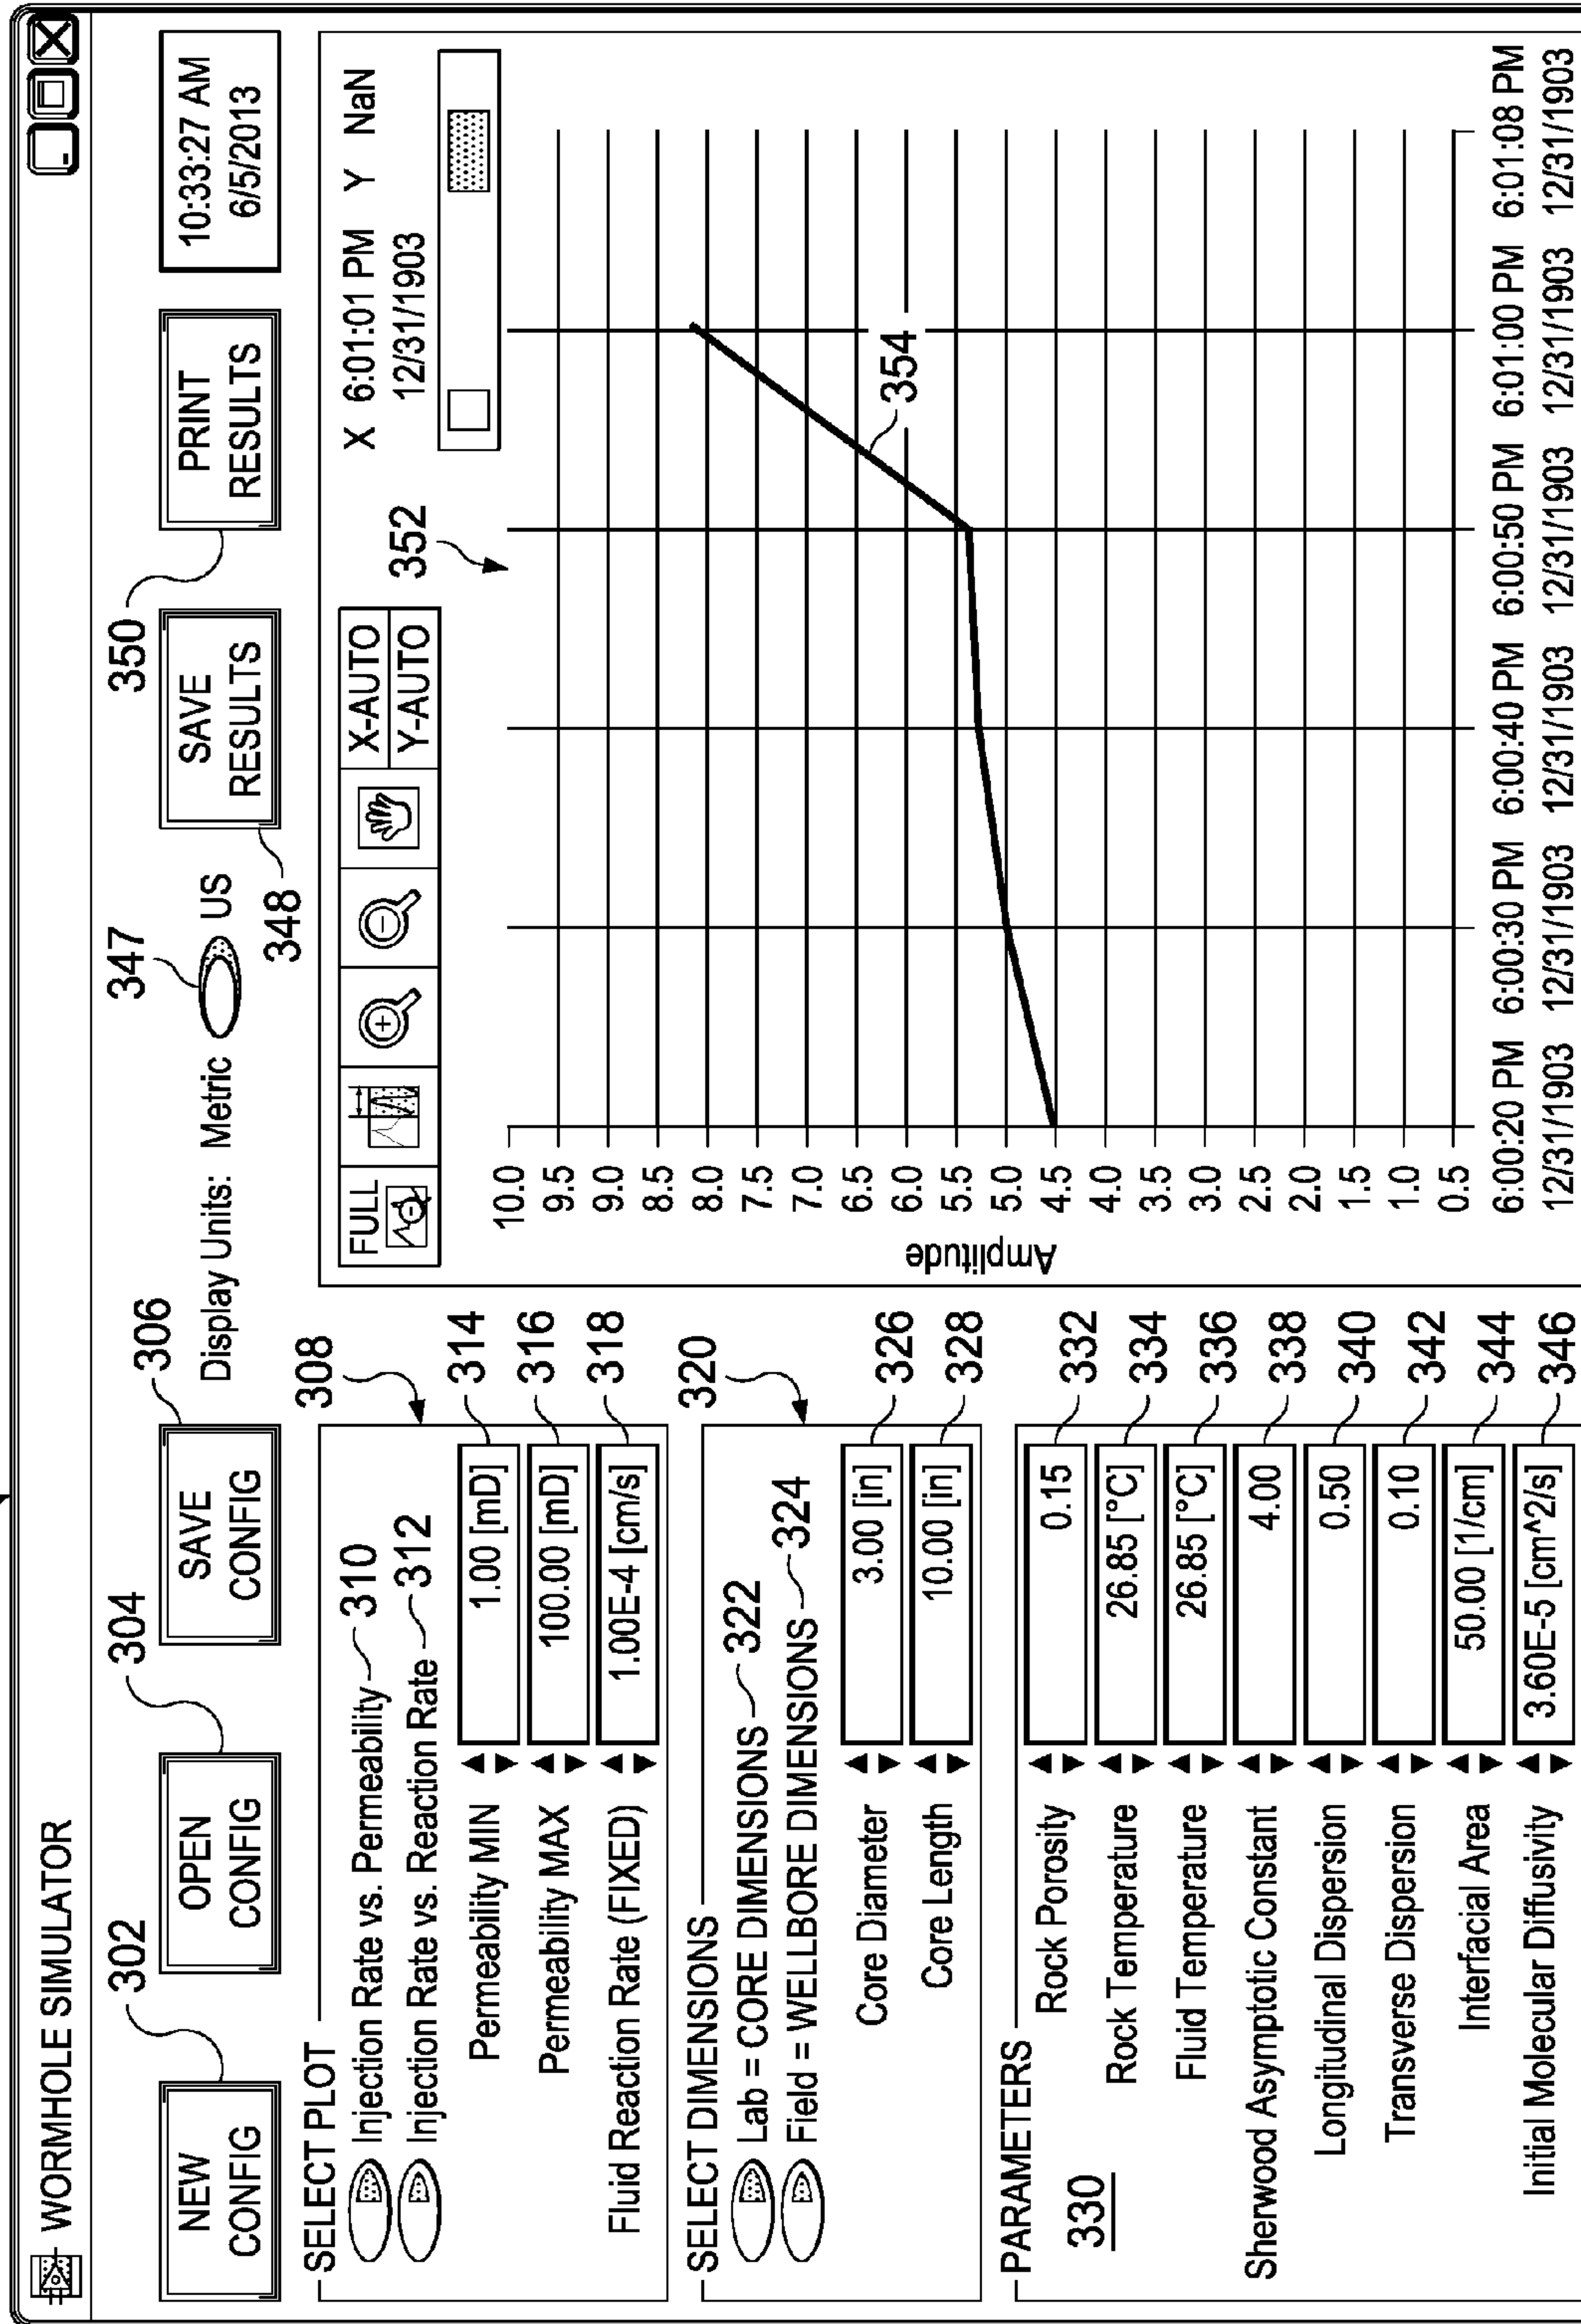 WORMHOLE SIMULATOR
302
304
306
347
350
NEW
CONFIG
OPEN
CONFIG
SAVE
CONFIG
Display Units: Metric US
348
SAVE
RESULTS
PRINT
RESULTS
10:33:27 AM
6/5/2013
SELECT PLOT
308
Injection Rate vs. Permeability 310
Injection Rate vs. Reaction Rate 312
Permeability MIN 1.00 [mD] 314
Permeability MAX 100.00 [mD] 316
Fluid Reaction Rate (FIXED) 1.00E-4 [cm/s] 318
SELECT DIMENSIONS
320
Lab = CORE DIMENSIONS 322
Field = WELLBORE DIMENSIONS 324
Core Diameter 3.00 [in] 326
Core Length 10.00 [in] 328
PARAMETERS
330
Rock Porosity 0.15 332
Rock Temperature 26.85 [°C] 334
Fluid Temperature 26.85 [°C] 336
Sherwood Asymptotic Constant 4.00 338
Longitudinal Dispersion 0.50 340
Transverse Dispersion 0.10 342
Interfacial Area 50.00 [1/cm] 344
Initial Molecular Diffusivity 3.60E-5 [cm^2/s] 346
FULL
X-AUTO
Y-AUTO
352
X 6:01:01 PM Y NaN
12/31/1903
Amplitude
10.0
9.5
9.0
8.5
8.0
7.5
7.0
6.5
6.0
5.5
5.0
4.5
4.0
3.5
3.0
2.5
2.0
1.5
1.0
0.5
354
6:00:20 PM 6:00:30 PM 6:00:40 PM 6:00:50 PM 6:01:00 PM 6:01:08 PM
12/31/1903 12/31/1903 12/31/1903 12/31/1903 12/31/1903 12/31/1903